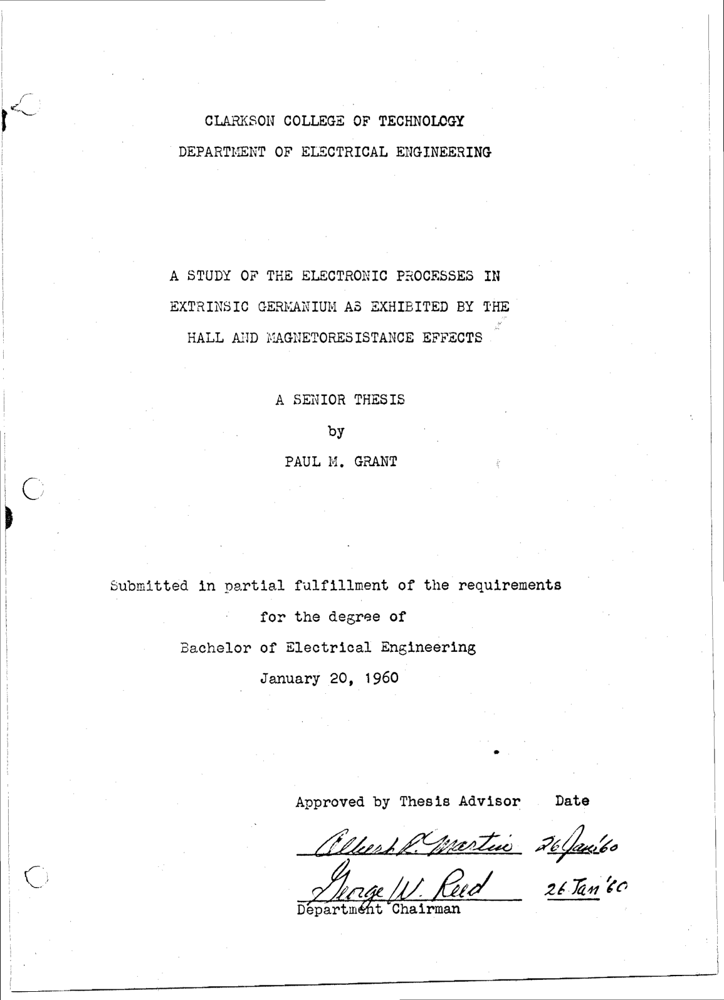 CLARKSON COLLEGE OF TECHNOLOGY
DEPARTMENT OF ELECTRICAL ENGINEERING
A STUDY OF THE ELECTRONIC PROCESSES IN
EXTRINSIC GERMANIUM AS EXHIBITED BY THE
HALL AND MAGNETORESISTANCE EFFECTS
A SENIOR THESIS
by
PAUL M. GRANT
Submitted in partial fulfillment of the requirements
for the degree of
Bachelor of Electrical Engineering
January 20, 1960
Approved by Thesis Advisor Date
Albert R. Martin 26 Jan '60
George W. Reed 26 Jan '60
Department Chairman